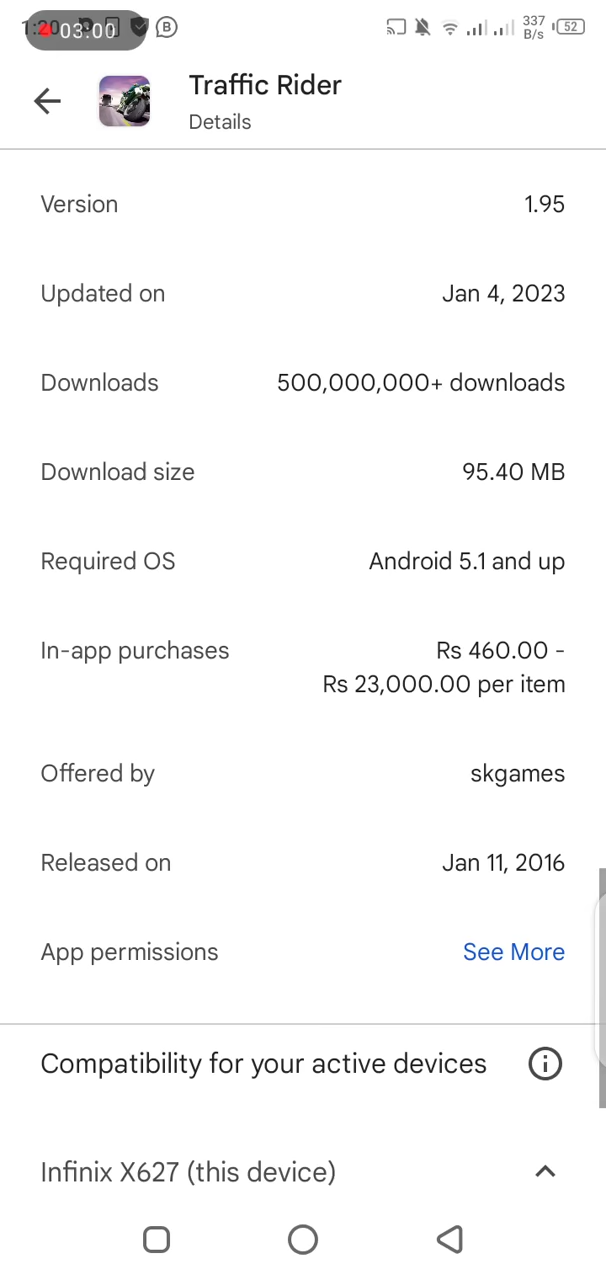 03:00
B
337
B/s
52
Traffic Rider
Details
Version 1.95
Updated on Jan 4, 2023
Downloads 500,000,000+ downloads
Download size 95.40 MB
Required OS Android 5.1 and up
In-app purchases Rs 460.00 -
Rs 23,000.00 per item
Offered by skgames
Released on Jan 11, 2016
App permissions See More
Compatibility for your active devices
Infinix X627 (this device)